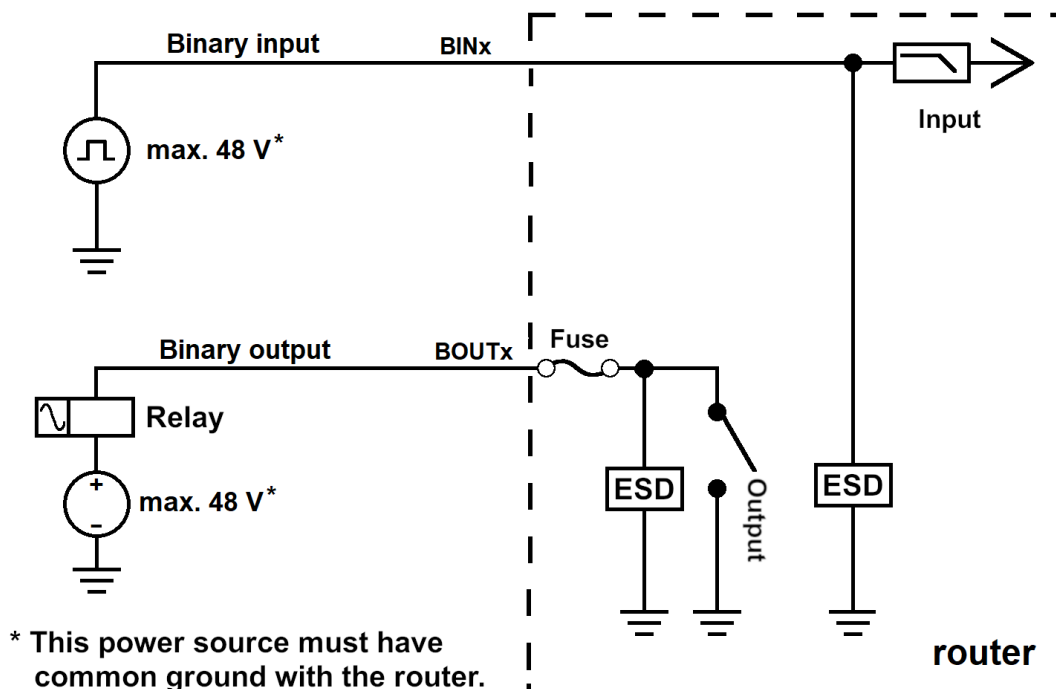 Binary input
BINx
Input
max. 48 V*
Binary output
BOUTx
Fuse
Relay
+
−
max. 48 V*
ESD
Output
ESD
* This power source must have
common ground with the router.
router